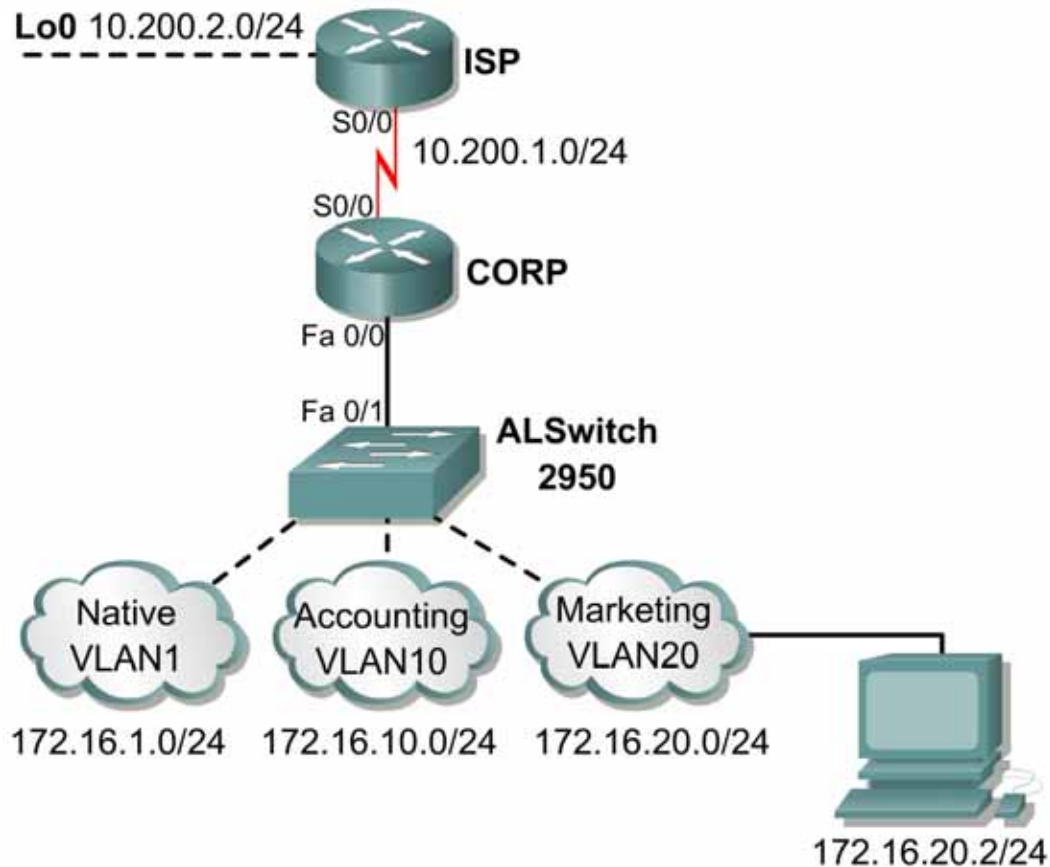 Lo0 10.200.2.0/24
ISP
S0/0
10.200.1.0/24
S0/0
CORP
Fa 0/0
Fa 0/1
ALSwitch
2950
Native
VLAN1
Accounting
VLAN10
Marketing
VLAN20
172.16.1.0/24
172.16.10.0/24
172.16.20.0/24
172.16.20.2/24